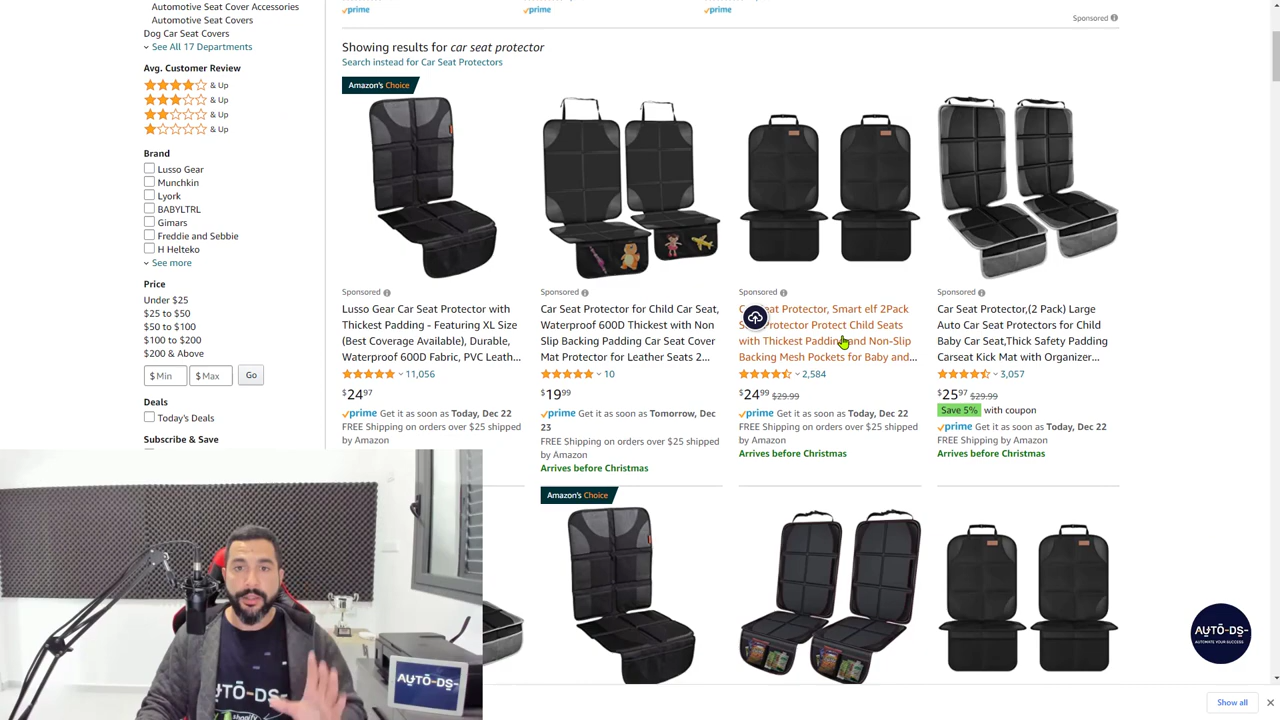 Automotive Seat Cover Accessories
Automotive Seat Covers
Dog Car Seat Covers
See All 17 Departments
Avg. Customer Review
& Up
& Up
& Up
& Up
Brand
Lusso Gear
Munchkin
Lyork
BABYLTRL
Gimars
Freddie and Sebbie
H Helteko
See more
Price
Under $25
$25 to $50
$50 to $100
$100 to $200
$200 & Above
$ Min
$ Max
Go
Deals
Today's Deals
Subscribe & Save
prime
prime
prime
Sponsored
Showing results for car seat protector
Search instead for Car Seat Protectors
Amazon's Choice
Sponsored
Lusso Gear Car Seat Protector with
Thickest Padding - Featuring XL Size
(Best Coverage Available), Durable,
Waterproof 600D Fabric, PVC Leath...
11,056
$2497
prime Get it as soon as Today, Dec 22
FREE Shipping on orders over $25 shipped
by Amazon
Sponsored
Car Seat Protector for Child Car Seat,
Waterproof 600D Thickest with Non
Slip Backing Padding Car Seat Cover
Mat Protector for Leather Seats 2...
10
$1999
prime Get it as soon as Tomorrow, Dec
23
FREE Shipping on orders over $25 shipped
by Amazon
Arrives before Christmas
Sponsored
Seat Protector, Smart elf 2Pack
Protector Protect Child Seats
with Thickest Padding and Non-Slip
Backing Mesh Pockets for Baby and...
2,584
$2499 $29.99
prime Get it as soon as Today, Dec 22
FREE Shipping on orders over $25 shipped
by Amazon
Arrives before Christmas
Sponsored
Car Seat Protector,(2 Pack) Large
Auto Car Seat Protectors for Child
Baby Car Seat,Thick Safety Padding
Carseat Kick Mat with Organizer...
3,057
$2597 $29.99
Save 5% with coupon
prime Get it as soon as Today, Dec 22
FREE Shipping by Amazon
Arrives before Christmas
Amazon's Choice
AUTO-DS-
shopify
AUTO-DS-
AUTO-DS-
AUTOMATE YOUR SUCCESS
Show all